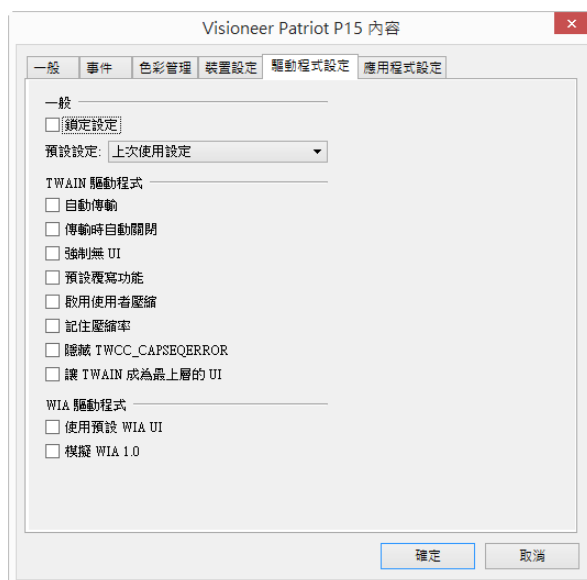 Visioneer Patriot P15 內容
一般 事件 色彩管理 裝置設定 驅動程式設定 應用程式設定
一般
鎖定設定
預設設定: 上次使用設定
TWAIN 驅動程式
自動傳輸
傳輸時自動關閉
強制無 UI
預設覆寫功能
啟用使用者壓縮
記住壓縮率
隱藏 TWCC_CAPSEQERROR
讓 TWAIN 成為最上層的 UI
WIA 驅動程式
使用預設 WIA UI
模擬 WIA 1.0
確定 取消